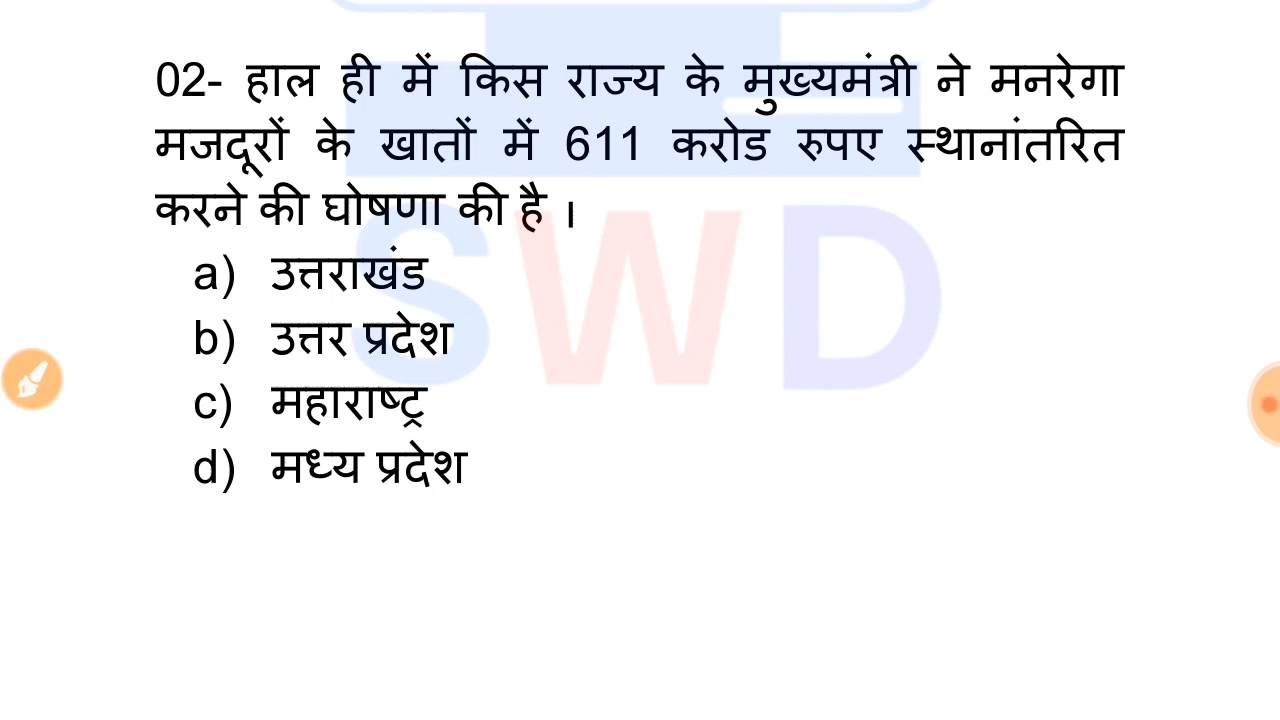 02- हाल ही में किस राज्य के मुख्यमंत्री ने मनरेगा
मजदूरों के खातों में 611 करोड रुपए स्थानांतरित
करने की घोषणा की है ।
a) उत्तराखंड
b) उत्तर प्रदेश
c) महाराष्ट्र
d) मध्य प्रदेश
SWD